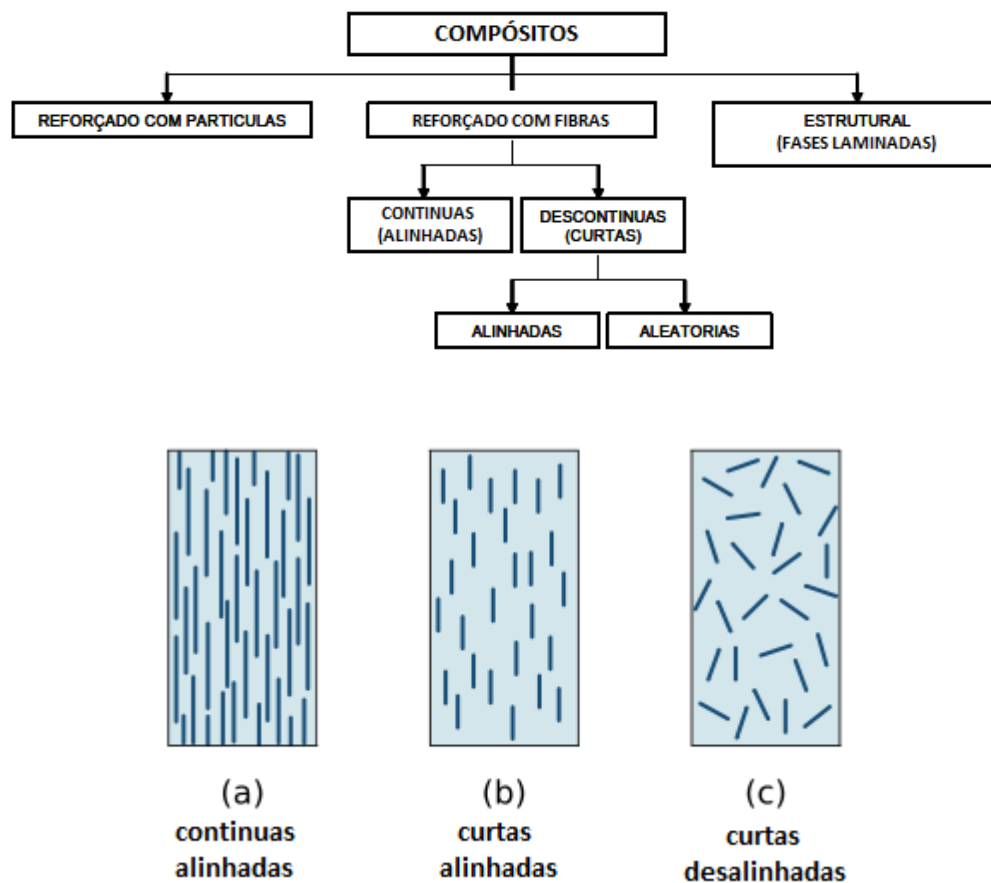 COMPÓSITOS
REFORÇADO COM PARTICULAS
REFORÇADO COM FIBRAS
ESTRUTURAL
(FASES LAMINADAS)
CONTINUAS
(ALINHADAS)
DESCONTINUAS
(CURTAS)
ALINHADAS
ALEATORIAS
(a)
continuas
alinhadas
(b)
curtas
alinhadas
(c)
curtas
desalinhadas